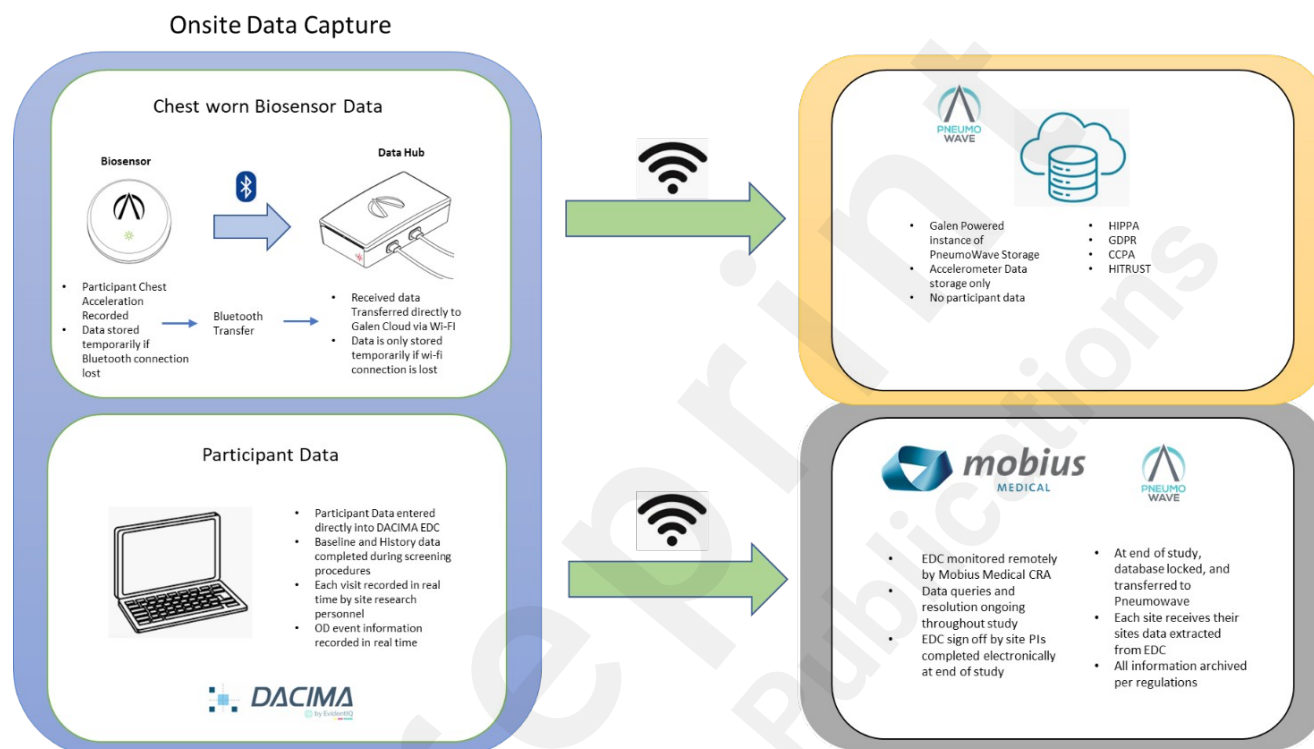 Onsite Data Capture
Chest worn Biosensor Data
Biosensor
Data Hub
• Participant Chest
Acceleration
Recorded
• Data stored
temporarily if
Bluetooth connection
lost
Bluetooth
Transfer
• Received data
Transferred directly to
Galen Cloud via Wi-FI
• Data is only stored
temporarily if wi-fi
connection is lost
PNEUMO
WAVE
• Galen Powered
instance of
PneumoWave Storage
• Accelerometer Data
storage only
• No participant data
• HIPPA
• GDPR
• CCPA
• HITRUST
Participant Data
• Participant Data entered
directly into DACIMA EDC
• Baseline and History data
completed during screening
procedures
• Each visit recorded in real
time by site research
personnel
• OD event information
recorded in real time
DACIMA
by EvidentIQ
mobius
MEDICAL
PNEUMO
WAVE
• EDC monitored remotely
by Mobius Medical CRA
• Data queries and
resolution ongoing
throughout study
• EDC sign off by site PIs
completed electronically
at end of study
• At end of study,
database locked, and
transferred to
Pneumowave
• Each site receives their
sites data extracted
from EDC
• All information archived
per regulations
eprint
Publications